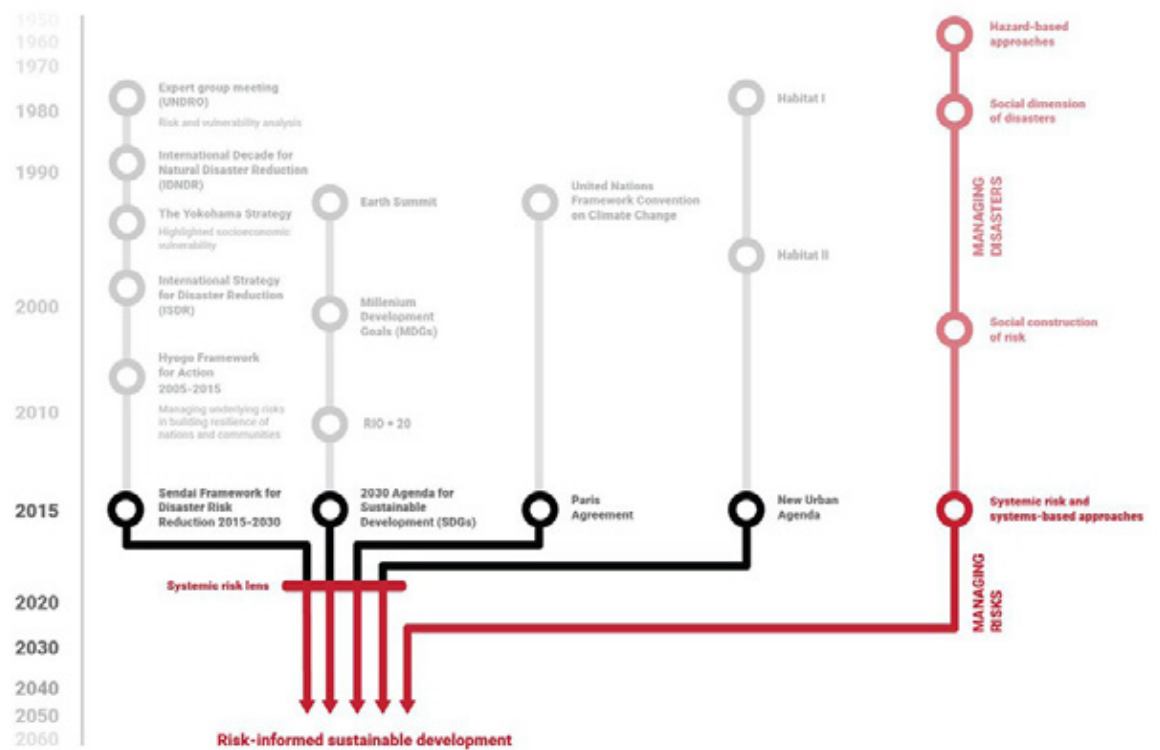 1950
1960
1970
1980
1990
2000
2010
2015
2020
2030
2040
2050
2060
Expert group meeting
(UNDRO)
Risk and vulnerability analysis
International Decade for
Natural Disaster Reduction
(IDNDR)
The Yokohama Strategy
Highlighted socioeconomic
vulnerability
International Strategy
for Disaster Reduction
(ISDR)
Hyogo Framework
for Action
2005-2015
Managing underlying risks
in building resilience of
nations and communities
Sendai Framework for
Disaster Risk
Reduction 2015-2030
Earth Summit
Millenium
Development
Goals (MDGs)
RIO + 20
2030 Agenda for
Sustainable
Development (SDGs)
United Nations
Framework Convention
on Climate Change
Paris
Agreement
Habitat I
Habitat II
New Urban
Agenda
Hazard-based
approaches
Social dimension
of disasters
MANAGING
DISASTERS
Social construction
of risk
Systemic risk and
systems-based approaches
MANAGING
RISKS
Systemic risk lens
Risk-informed sustainable development